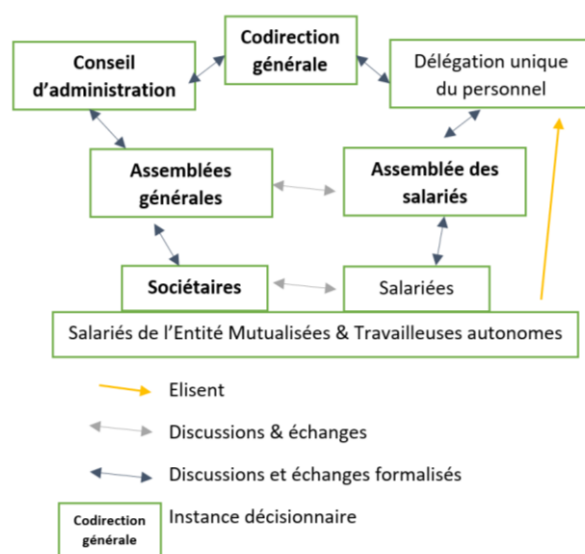 Codirection
générale
Conseil
d’administration
Délégation unique
du personnel
Assemblées
générales
Assemblée des
salariés
Sociétaires
Salariées
Salariés de l’Entité Mutualisées & Travailleuses autonomes
Elisent
Discussions & échanges
Discussions et échanges formalisés
Codirection
générale
Instance décisionnaire